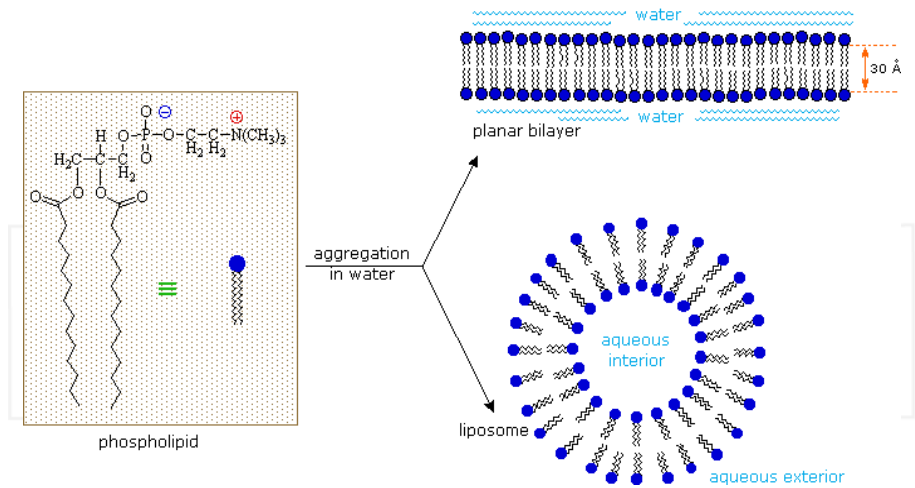 water
30 Å
water
planar bilayer
⊖ ⊕
O
H O–P–O–C–C–N(CH₃)₃
H₂C–C–C O H₂ H₂
O O H₂
O O
phospholipid
aggregation
in water
aqueous
interior
liposome
aqueous exterior